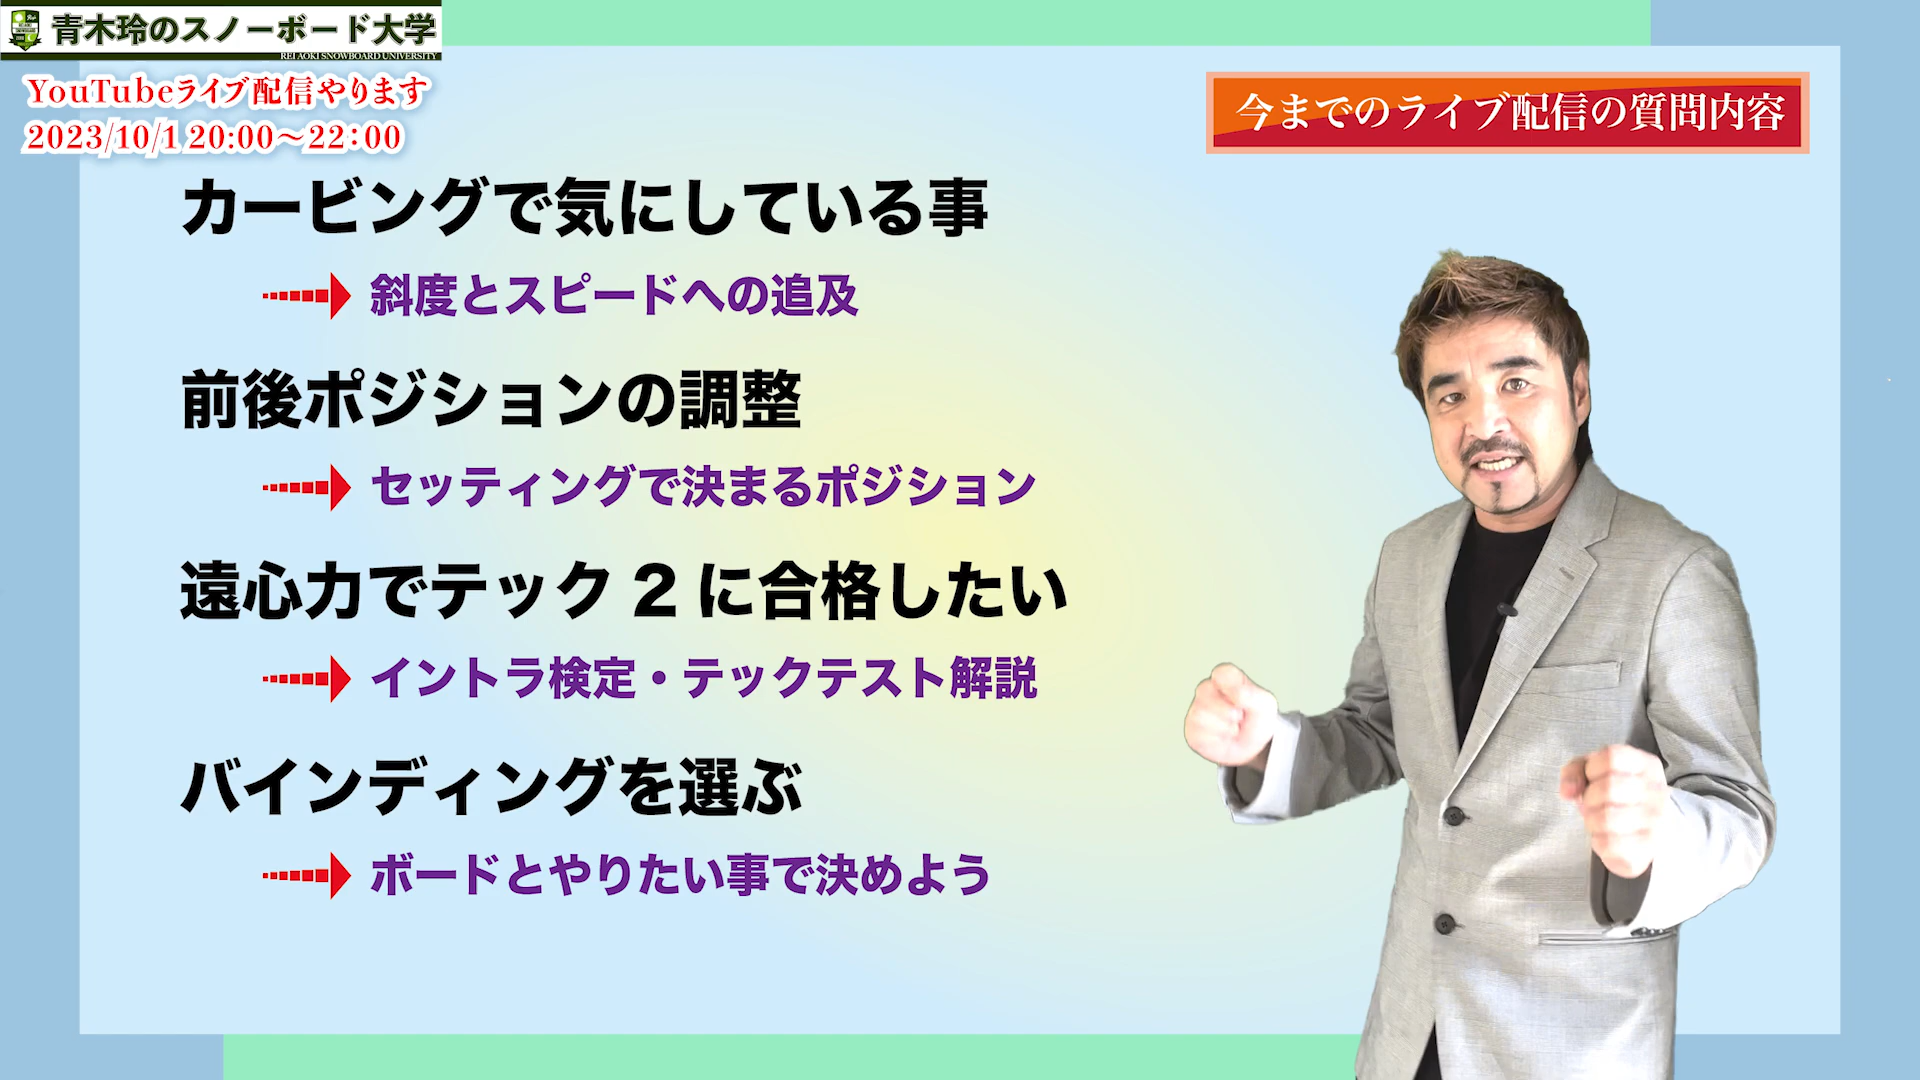 青木玲のスノーボード大学
REI AOKI SNOWBOARD UNIVERSITY
YouTubeライブ配信やります
2023/10/1 20:00〜22:00
今までのライブ配信の質問内容
カービングで気にしている事
斜度とスピードへの追及
前後ポジションの調整
セッティングで決まるポジション
遠心力でテック2に合格したい
イントラ検定・テックテスト解説
バインディングを選ぶ
ボードとやりたい事で決めよう